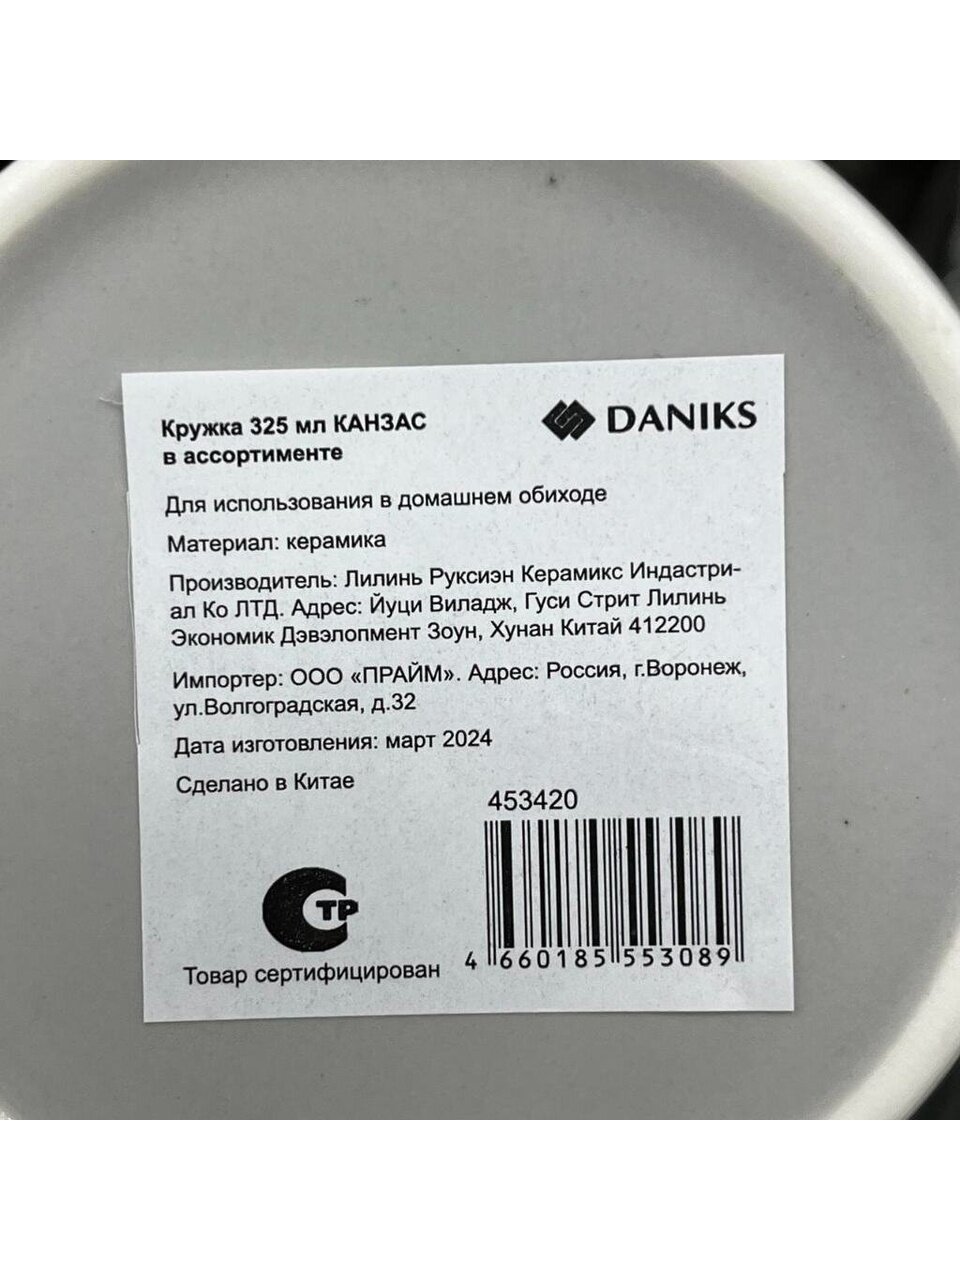 Кружка 325 мл КАНЗАС
в ассортименте
DANIKS
Для использования в домашнем обиходе
Материал: керамика
Производитель: Лилинь Руксиэн Керамикс Индастри-
ал Ко ЛТД. Адрес: Йуци Виладж, Гуси Стрит Лилинь
Экономик Дэвэлопмент Зоун, Хунан Китай 412200
Импортер: ООО «ПРАЙМ». Адрес: Россия, г.Воронеж,
ул.Волгоградская, д.32
Дата изготовления: март 2024
Сделано в Китае
453420
4 660185 553089
СТР
Товар сертифицирован